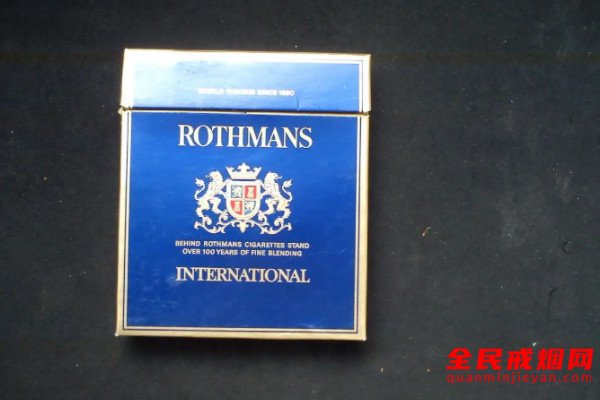 WORLD FAMOUS SINCE 1890
ROTHMANS
BEHIND ROTHMANS CIGARETTES STAND
OVER 100 YEARS OF FINE BLENDING
INTERNATIONAL
全民戒烟网
quanminjieyan.com